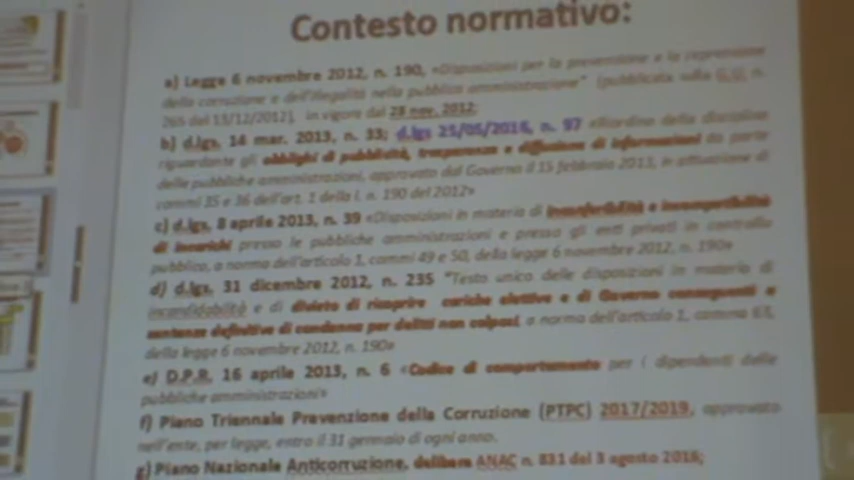 Contesto normativo:
a) Legge 6 novembre 2012, n. 190, «Disposizioni per la prevenzione e la repressione
della corruzione e dell'illegalità nella pubblica amministrazione" (pubblicata sulla G.U. n.
265 del 13/12/2012), in vigore dal 28 nov. 2012;
b) d.lgs. 14 mar. 2013, n. 33; d.lgs 25/05/2016, n. 97 «Riordino della disciplina
riguardante gli obblighi di pubblicità, trasparenza e diffusione di informazioni da parte
delle pubbliche amministrazioni, approvato dal Governo il 15 febbraio 2013, in attuazione di
commi 35 e 36 dell'art. 1 della l. n. 190 del 2012»
c) d.lgs. 8 aprile 2013, n. 39 «Disposizioni in materia di inconferibilità e incompatibilità
di incarichi presso le pubbliche amministrazioni e presso gli enti privati in controllo
pubblico, a norma dell'articolo 1, commi 49 e 50, della legge 6 novembre 2012, n. 190»
d) d.lgs. 31 dicembre 2012, n. 235 "Testo unico delle disposizioni in materia di
incandidabilità e di divieto di ricoprire cariche elettive e di Governo conseguenti a
sentenze definitive di condanna per delitti non colposi, a norma dell'articolo 1, comma 63,
della legge 6 novembre 2012, n. 190»
e) D.P.R. 16 aprile 2013, n. 6 «Codice di comportamento per i dipendenti delle
pubbliche amministrazioni»
f) Piano Triennale Prevenzione della Corruzione (PTPC) 2017/2019, approvato
nell'ente, per legge, entro il 31 gennaio di ogni anno.
g) Piano Nazionale Anticorruzione, delibera ANAC n. 831 del 3 agosto 2016;